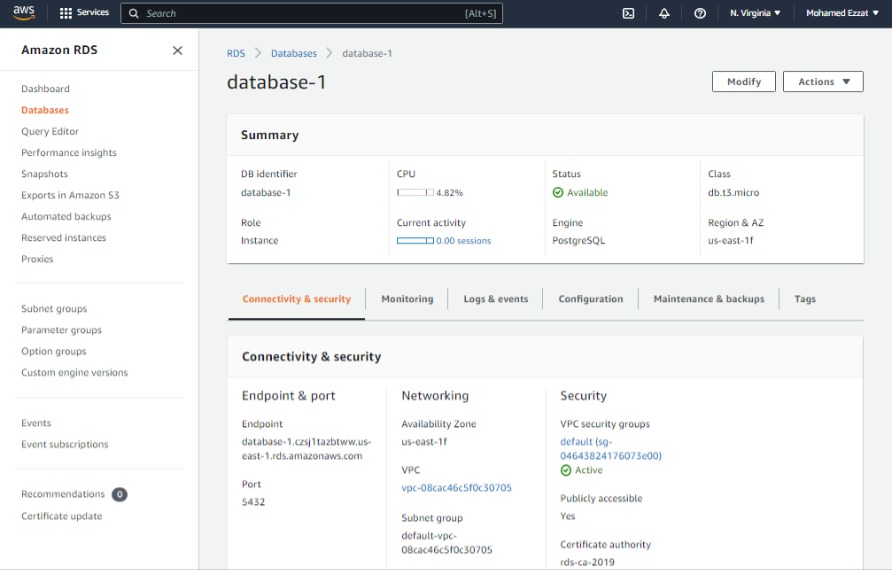 aws
Services
Search
[Alt+S]
N. Virginia
Mohamed Ezzat
Amazon RDS
Dashboard
Databases
Query Editor
Performance insights
Snapshots
Exports in Amazon S3
Automated backups
Reserved instances
Proxies
Subnet groups
Parameter groups
Option groups
Custom engine versions
Events
Event subscriptions
Recommendations 0
Certificate update
RDS
Databases
database-1
database-1
Modify
Actions
Summary
DB identifier
database-1
CPU
4.82%
Status
Available
Class
db.t3.micro
Role
Instance
Current activity
0.00 sessions
Engine
PostgreSQL
Region & AZ
us-east-1f
Connectivity & security
Monitoring
Logs & events
Configuration
Maintenance & backups
Tags
Connectivity & security
Endpoint & port
Endpoint
database-1.czsj1tazbtww.us-
east-1.rds.amazonaws.com
Port
5432
Networking
Availability Zone
us-east-1f
VPC
vpc-08cac46c5f0c30705
Subnet group
default-vpc-
08cac46c5f0c30705
Security
VPC security groups
default (sg-
04643824176073e00)
Active
Publicly accessible
Yes
Certificate authority
rds-ca-2019